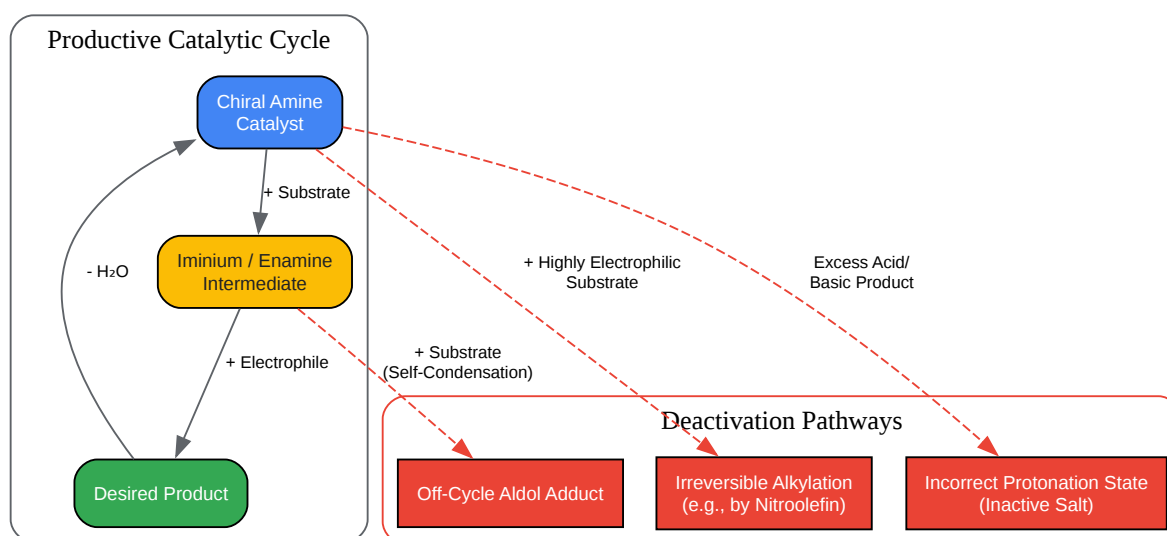 Productive Catalytic Cycle
Chiral Amine
Catalyst
+ Substrate
- H₂O
Iminium / Enamine
Intermediate
+ Highly Electrophilic
Substrate
Excess Acid/
Basic Product
+ Electrophile
+ Substrate
(Self-Condensation)
Deactivation Pathways
Desired Product
Off-Cycle Aldol Adduct
Irreversible Alkylation
(e.g., by Nitroolefin)
Incorrect Protonation State
(Inactive Salt)